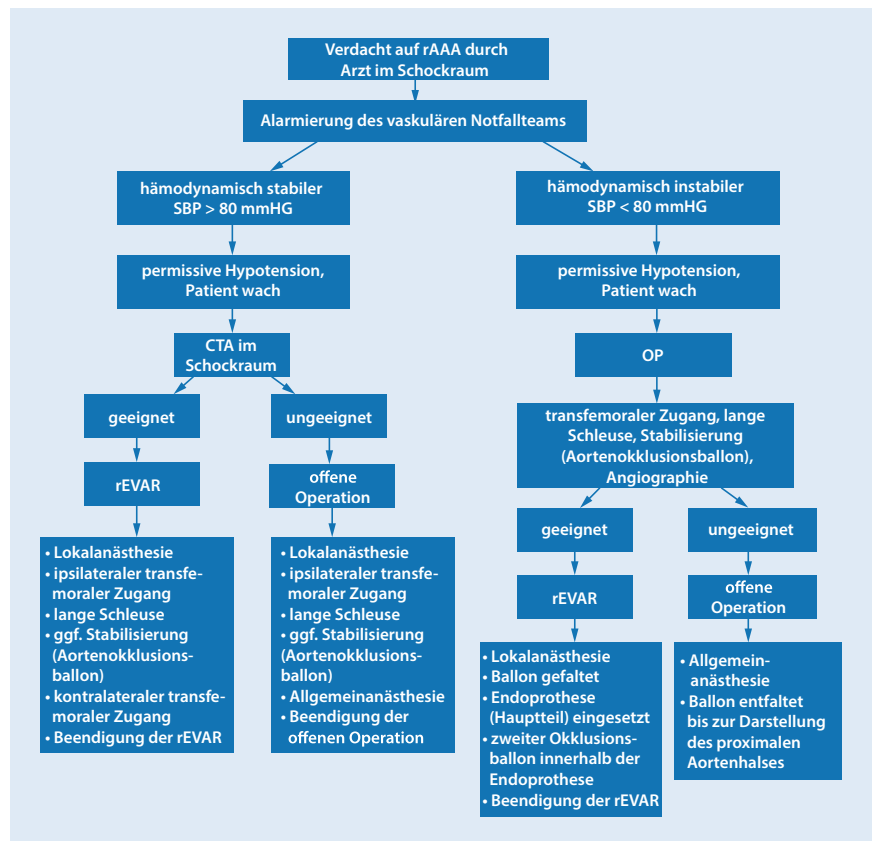 Verdacht auf rAAA durch
Arzt im Schockraum
Alarmierung des vaskulären Notfallteams
hämodynamisch stabiler
SBP > 80 mmHG
hämodynamisch instabiler
SBP < 80 mmHG
permissive Hypotension,
Patient wach
permissive Hypotension,
Patient wach
CTA im
Schockraum
OP
geeignet
ungeeignet
transfemoraler Zugang, lange
Schleuse, Stabilisierung
(Aortenokklusionsballon),
Angiographie
rEVAR
offene
Operation
geeignet
ungeeignet
rEVAR
offene
Operation
• Lokalanästhesie
• ipsilateraler transfe-
moraler Zugang
• lange Schleuse
• ggf. Stabilisierung
(Aortenokklusions-
ballon)
• kontralateraler transfe-
moraler Zugang
• Beendigung der rEVAR
• Lokalanästhesie
• ipsilateraler transfe-
moraler Zugang
• lange Schleuse
• ggf. Stabilisierung
(Aortenokklusions-
ballon)
• Allgemeinanästhesie
• Beendigung der
offenen Operation
• Lokalanästhesie
• Ballon gefaltet
• Endoprothese
(Hauptteil) eingesetzt
• zweiter Okklusions-
ballon innerhalb der
Endoprothese
• Beendigung der rEVAR
• Allgemein-
anästhesie
• Ballon entfaltet
bis zur Darstellung
des proximalen
Aortenhalses